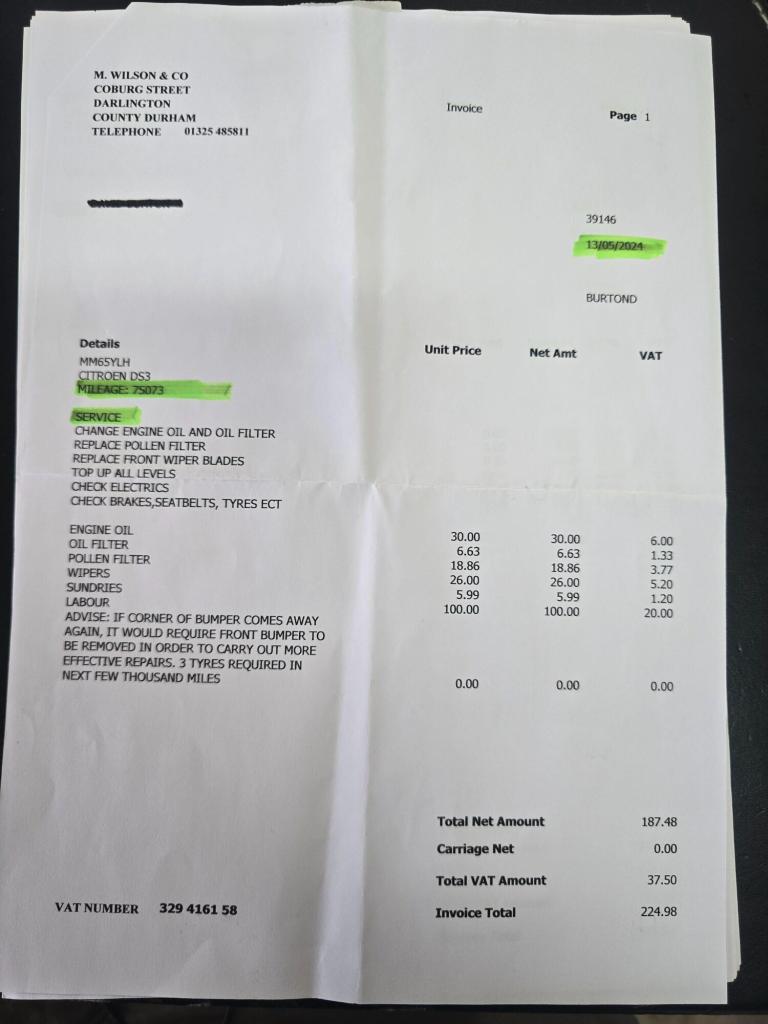 M. WILSON & CO
COBURG STREET
DARLINGTON
COUNTY DURHAM
TELEPHONE 01325 485811
Invoice
Page 1
39146
13/05/2024
BURTOND
Details Unit Price Net Amt VAT
MM65YLH
CITROEN DS3
MILEAGE: 75073
SERVICE
CHANGE ENGINE OIL AND OIL FILTER
REPLACE POLLEN FILTER
REPLACE FRONT WIPER BLADES
TOP UP ALL LEVELS
CHECK ELECTRICS
CHECK BRAKES,SEATBELTS, TYRES ECT
ENGINE OIL 30.00 30.00 6.00
OIL FILTER 6.63 6.63 1.33
POLLEN FILTER 18.86 18.86 3.77
WIPERS 26.00 26.00 5.20
SUNDRIES 5.99 5.99 1.20
LABOUR 100.00 100.00 20.00
ADVISE: IF CORNER OF BUMPER COMES AWAY
AGAIN, IT WOULD REQUIRE FRONT BUMPER TO
BE REMOVED IN ORDER TO CARRY OUT MORE
EFFECTIVE REPAIRS. 3 TYRES REQUIRED IN
NEXT FEW THOUSAND MILES 0.00 0.00 0.00
Total Net Amount 187.48
Carriage Net 0.00
Total VAT Amount 37.50
Invoice Total 224.98
VAT NUMBER 329 4161 58